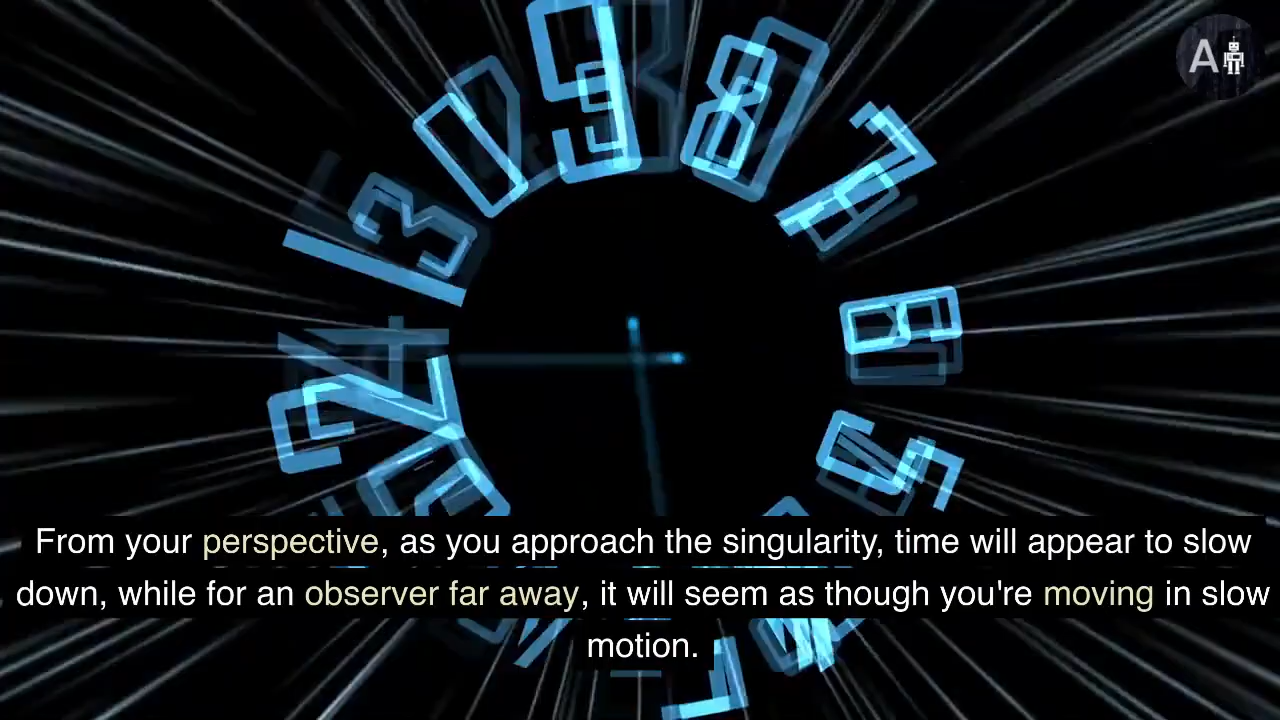 A
From your perspective, as you approach the singularity, time will appear to slow
down, while for an observer far away, it will seem as though you're moving in slow
motion.